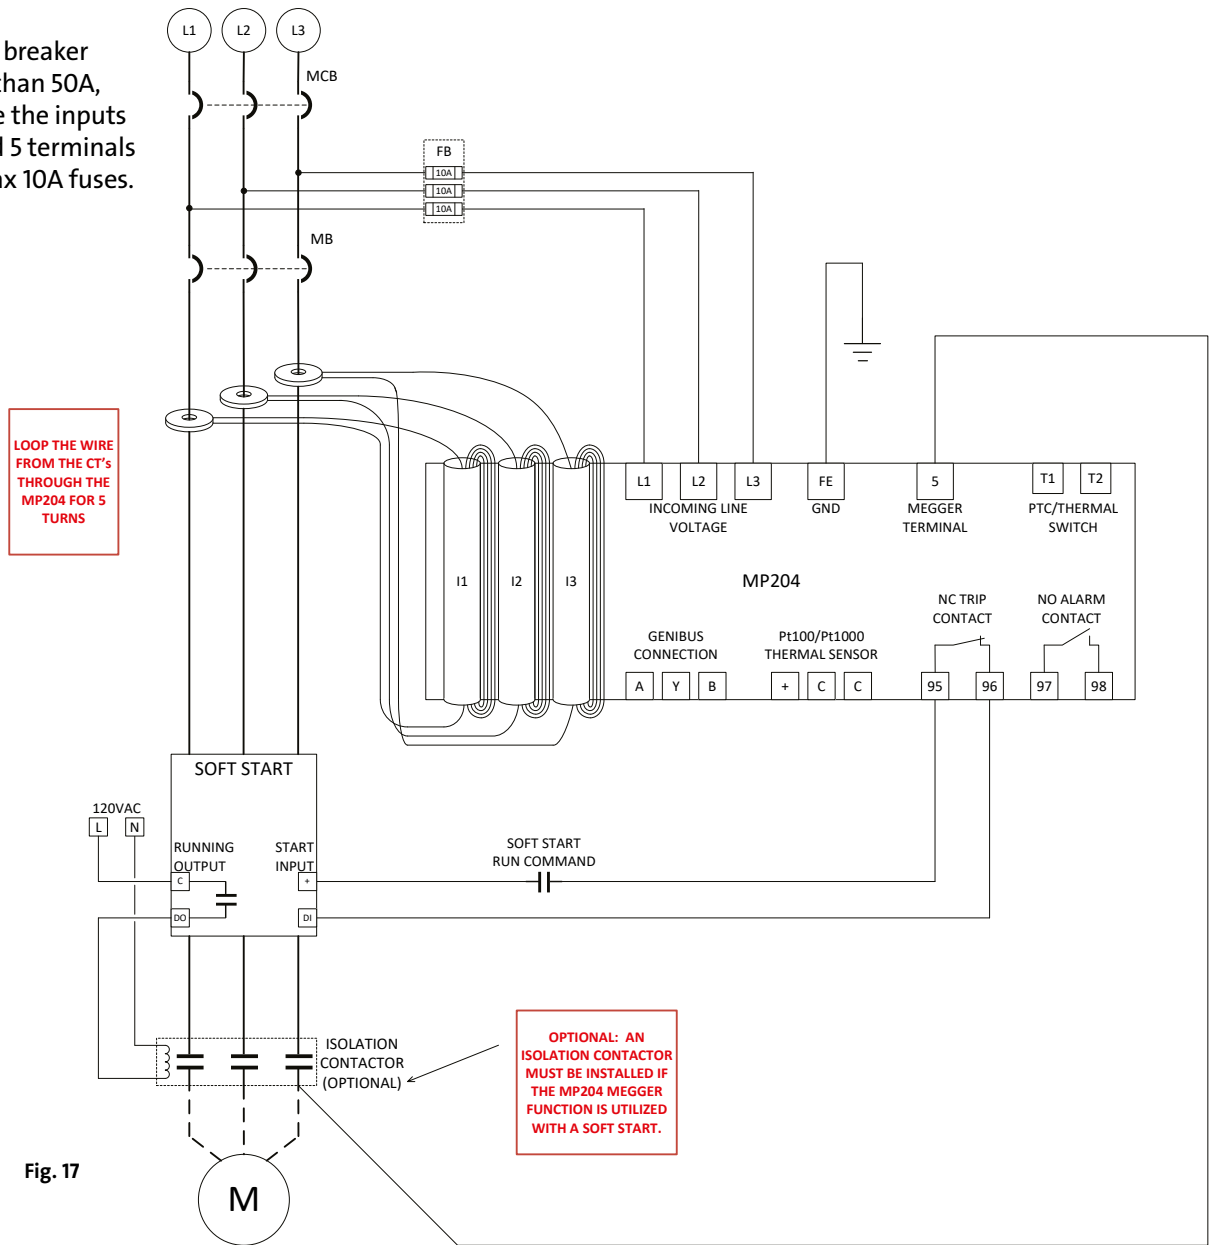 L1 L2 L3
breaker
than 50A,
e the inputs
5 terminals
10A fuses.
MCB
FB
10A
10A
10A
MB
LOOP THE WIRE
FROM THE CT's
THROUGH THE
MP204 FOR 5
TURNS
L1 L2 L3 FE 5 T1 T2
INCOMING LINE
VOLTAGE
GND
MEGGER
TERMINAL
PTC/THERMAL
SWITCH
I1 I2 I3
MP204
NC TRIP
CONTACT
NO ALARM
CONTACT
GENIBUS
CONNECTION
Pt100/Pt1000
THERMAL SENSOR
A Y B + C C 95 96 97 98
SOFT START
120VAC
L N
RUNNING
OUTPUT
START
INPUT
C +
DO DI
SOFT START
RUN COMMAND
ISOLATION
CONTACTOR
(OPTIONAL)
OPTIONAL: AN
ISOLATION CONTACTOR
MUST BE INSTALLED IF
THE MP204 MEGGER
FUNCTION IS UTILIZED
WITH A SOFT START.
Fig. 17
M